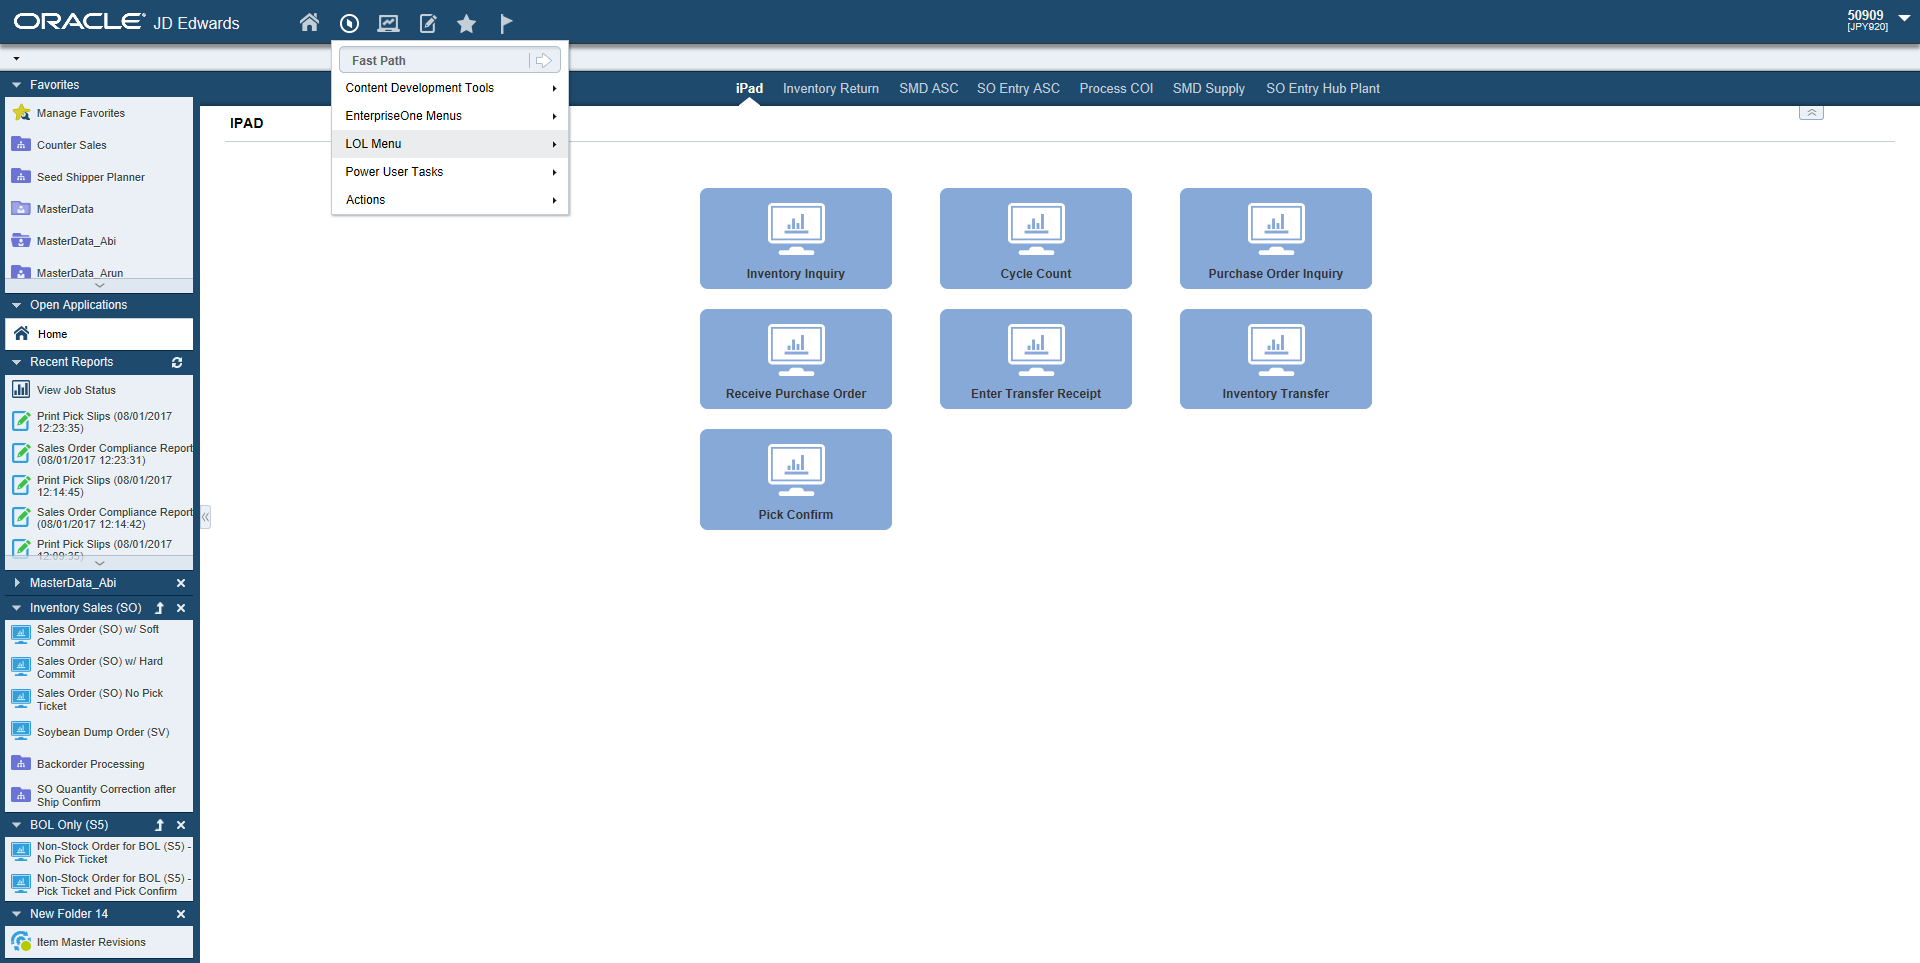 ORACLE JD Edwards
50909
[JPY920]
Fast Path
Content Development Tools
EnterpriseOne Menus
LOL Menu
Power User Tasks
Actions
iPad Inventory Return SMD ASC SO Entry ASC Process COI SMD Supply SO Entry Hub Plant
IPAD
Favorites
Manage Favorites
Counter Sales
Seed Shipper Planner
MasterData
MasterData_Abi
MasterData_Arun
Open Applications
Home
Recent Reports
View Job Status
Print Pick Slips (08/01/2017
12:23:35)
Sales Order Compliance Report
(08/01/2017 12:23:31)
Print Pick Slips (08/01/2017
12:14:45)
Sales Order Compliance Report
(08/01/2017 12:14:42)
Print Pick Slips (08/01/2017
12:09:35)
MasterData_Abi
Inventory Sales (SO)
Sales Order (SO) w/ Soft
Commit
Sales Order (SO) w/ Hard
Commit
Sales Order (SO) No Pick
Ticket
Soybean Dump Order (SV)
Backorder Processing
SO Quantity Correction after
Ship Confirm
BOL Only (S5)
Non-Stock Order for BOL (S5) -
No Pick Ticket
Non-Stock Order for BOL (S5) -
Pick Ticket and Pick Confirm
New Folder 14
Item Master Revisions
Inventory Inquiry
Cycle Count
Purchase Order Inquiry
Receive Purchase Order
Enter Transfer Receipt
Inventory Transfer
Pick Confirm